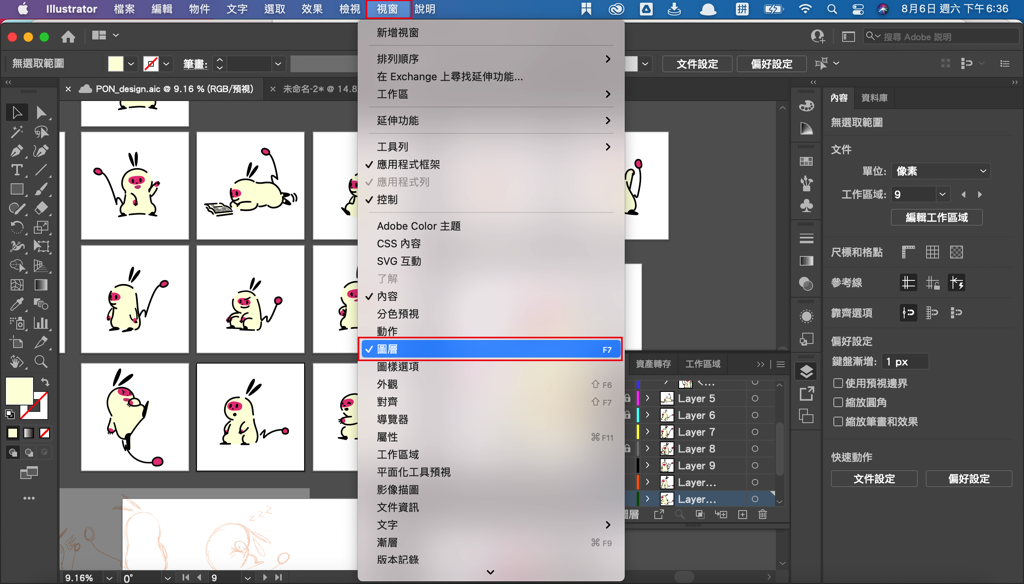 Illustrator 檔案 編輯 物件 文字 選取 效果 檢視 視窗 說明 拼 8月6日 週六 下午6:36
搜尋 Adobe 說明
無選取範圍 筆畫: 文件設定 偏好設定
× PON_design.ai @ 9.16 % (RGB/預視) × 未命名-2* @ 14.8
新增視窗
排列順序
在 Exchange 上尋找延伸功能...
工作區
延伸功能
工具列
應用程式框架
應用程式列
控制
Adobe Color 主題
CSS 內容
SVG 互動
了解
內容
分色預視
動作
圖層 F7
圖樣選項
外觀 ⇧ F6
對齊 ⇧ F7
導覽器
屬性 ⌘ F11
工作區域
平面化工具預視
影像描圖
文件資訊
文字
漸層 ⌘ F9
版本記錄
內容 資料庫
無選取範圍
文件
單位: 像素
工作區域: 9
編輯工作區域
尺標和格點
參考線
靠齊選項
偏好設定
鍵盤漸增: 1 px
使用預視邊界
縮放圓角
縮放筆畫和效果
快速動作
文件設定 偏好設定
資產轉存 工作區域
Layer 5
Layer 6
Layer 7
Layer 8
Layer 9
Layer...
Layer...
圖層
zzz
9.16% 0° 9